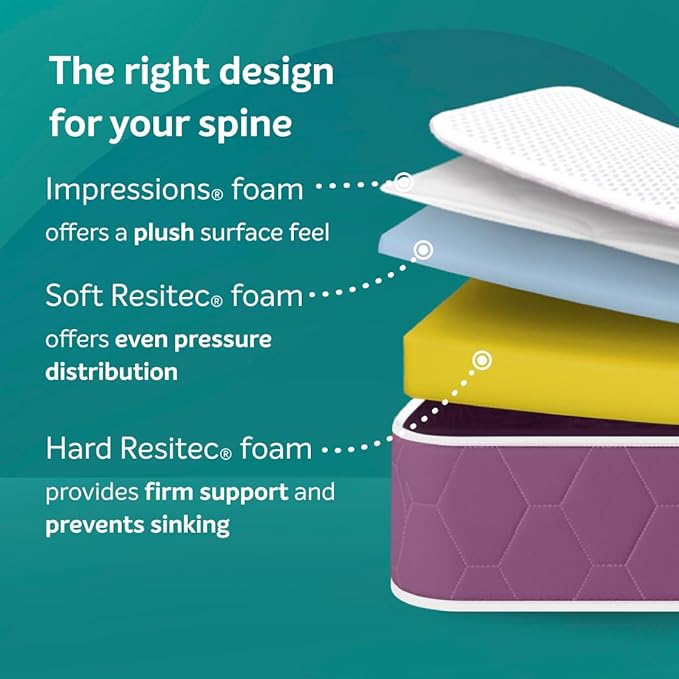 The right design
for your spine
Impressions® foam
offers a plush surface feel
Soft Resitec® foam
offers even pressure
distribution
Hard Resitec® foam
provides firm support and
prevents sinking